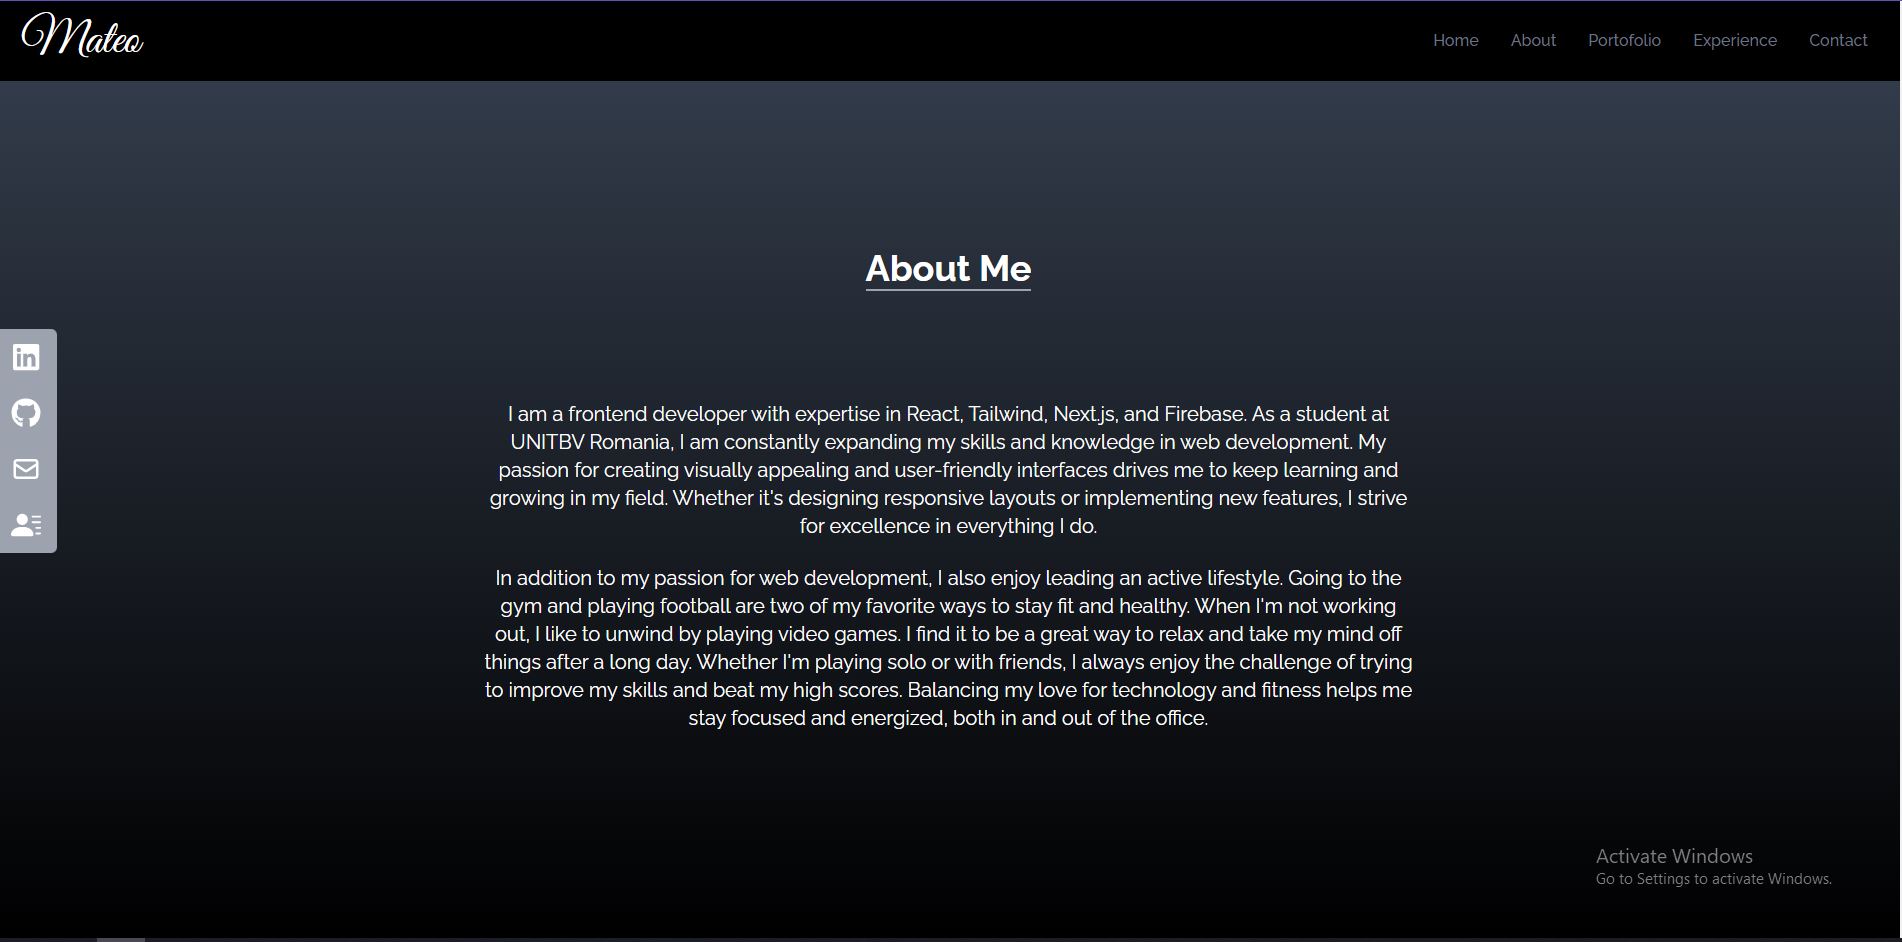 Mateo
Home About Portofolio Experience Contact
About Me
in
I am a frontend developer with expertise in React, Tailwind, Next.js, and Firebase. As a student at
UNITBV Romania, I am constantly expanding my skills and knowledge in web development. My
passion for creating visually appealing and user-friendly interfaces drives me to keep learning and
growing in my field. Whether it's designing responsive layouts or implementing new features, I strive
for excellence in everything I do.
In addition to my passion for web development, I also enjoy leading an active lifestyle. Going to the
gym and playing football are two of my favorite ways to stay fit and healthy. When I'm not working
out, I like to unwind by playing video games. I find it to be a great way to relax and take my mind off
things after a long day. Whether I'm playing solo or with friends, I always enjoy the challenge of trying
to improve my skills and beat my high scores. Balancing my love for technology and fitness helps me
stay focused and energized, both in and out of the office.
Activate Windows
Go to Settings to activate Windows.